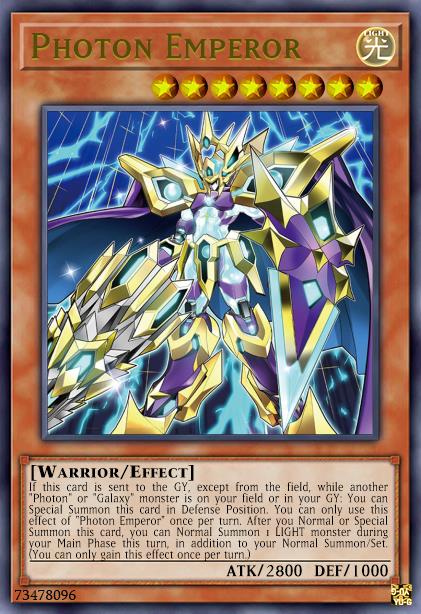 PHOTON EMPEROR
LIGHT
光
[WARRIOR/EFFECT]
If this card is sent to the GY, except from the field, while another
"Photon" or "Galaxy" monster is on your field or in your GY: You can
Special Summon this card in Defense Position. You can only use this
effect of "Photon Emperor" once per turn. After you Normal or Special
Summon this card, you can Normal Summon 1 LIGHT monster during
your Main Phase this turn, in addition to your Normal Summon/Set.
(You can only gain this effect once per turn.)
ATK/2800 DEF/1000
73478096